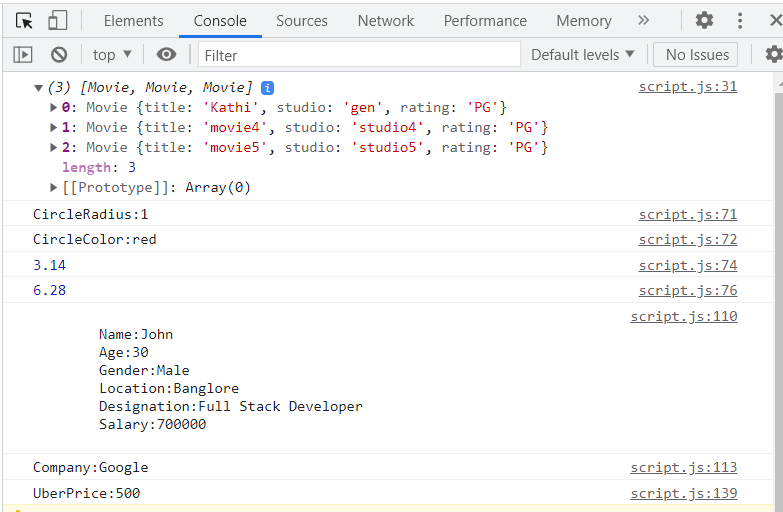 Elements Console Sources Network Performance Memory »
top ▼ Filter Default levels ▼ No Issues
▼ (3) [Movie, Movie, Movie] i script.js:31
▶ 0: Movie {title: 'Kathi', studio: 'gen', rating: 'PG'}
▶ 1: Movie {title: 'movie4', studio: 'studio4', rating: 'PG'}
▶ 2: Movie {title: 'movie5', studio: 'studio5', rating: 'PG'}
length: 3
▶ [[Prototype]]: Array(0)
CircleRadius:1 script.js:71
CircleColor:red script.js:72
3.14 script.js:74
6.28 script.js:76
script.js:110
Name:John
Age:30
Gender:Male
Location:Banglore
Designation:Full Stack Developer
Salary:700000
Company:Google script.js:113
UberPrice:500 script.js:139